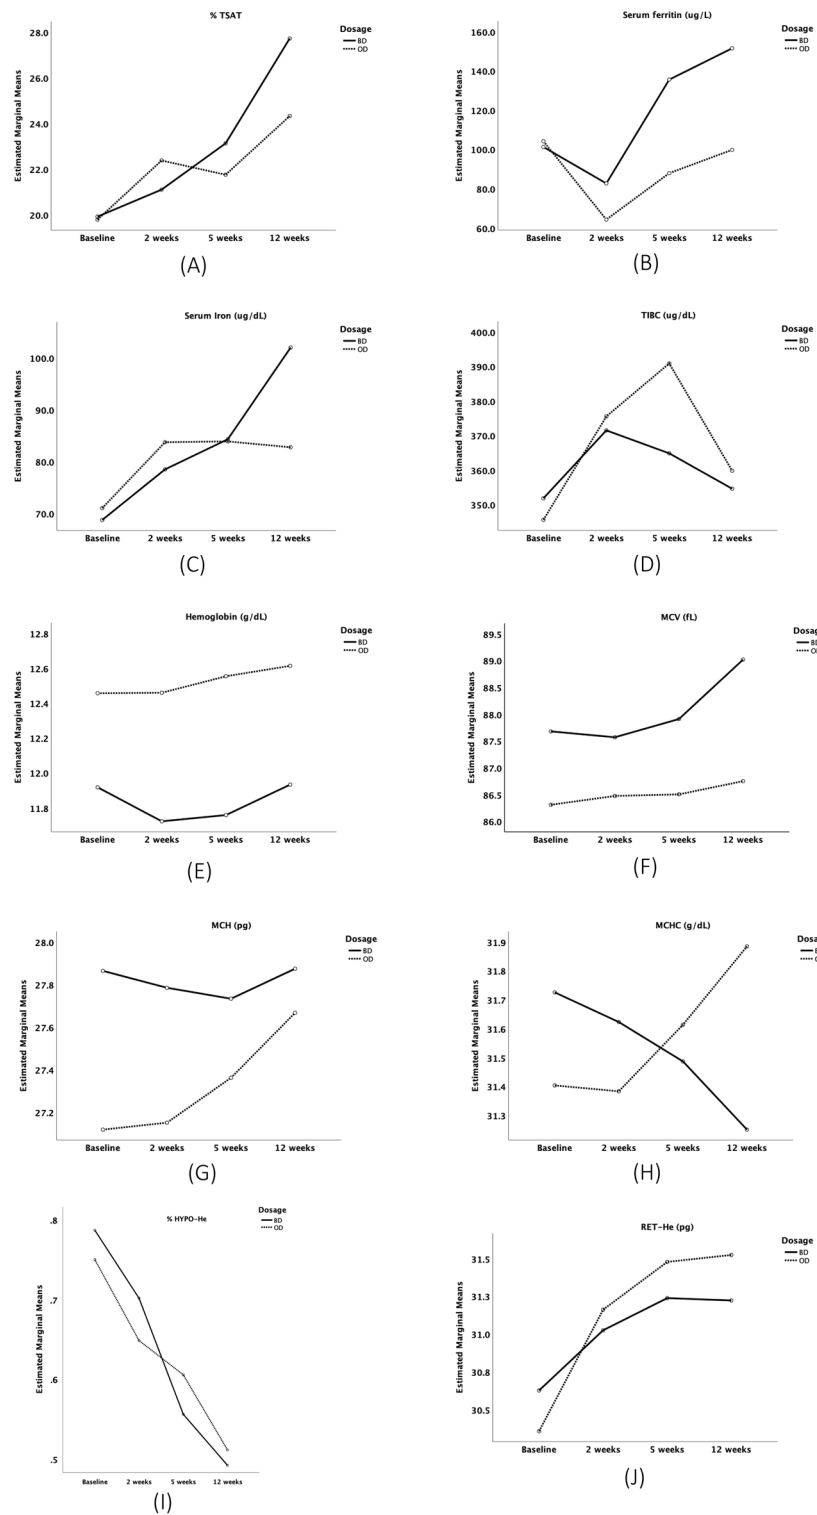 % TSAT
Dosage
BD
OD
Estimated Marginal Means
28.0
26.0
24.0
22.0
20.0
Baseline 2 weeks 5 weeks 12 weeks
(A)
Serum ferritin (ug/L)
Dosage
BD
OD
Estimated Marginal Means
160.0
140.0
120.0
100.0
80.0
60.0
Baseline 2 weeks 5 weeks 12 weeks
(B)
Serum Iron (ug/dL)
Dosage
BD
OD
Estimated Marginal Means
100.0
90.0
80.0
70.0
Baseline 2 weeks 5 weeks 12 weeks
(C)
TIBC (ug/dL)
Dosage
BD
OD
Estimated Marginal Means
400.0
390.0
380.0
370.0
360.0
350.0
Baseline 2 weeks 5 weeks 12 weeks
(D)
Hemoglobin (g/dL)
Dosage
BD
OD
Estimated Marginal Means
12.8
12.6
12.4
12.2
12.0
11.8
Baseline 2 weeks 5 weeks 12 weeks
(E)
MCV (fL)
Dosag
BD
OD
Estimated Marginal Means
89.5
89.0
88.5
88.0
87.5
87.0
86.5
86.0
Baseline 2 weeks 5 weeks 12 weeks
(F)
MCH (pg)
Dosage
BD
OD
Estimated Marginal Means
28.0
27.8
27.6
27.4
27.2
Baseline 2 weeks 5 weeks 12 weeks
(G)
MCHC (g/dL)
Dosa
Estimated Marginal Means
31.9
31.8
31.7
31.6
31.5
31.4
31.3
Baseline 2 weeks 5 weeks 12 weeks
(H)
% HYPO-He
Dosage
BD
OD
Estimated Marginal Means
.8
.7
.6
.5
Baseline 2 weeks 5 weeks 12 weeks
(I)
RET-He (pg)
Dosage
BD
OD
Estimated Marginal Means
31.5
31.3
31.0
30.8
30.5
Baseline 2 weeks 5 weeks 12 weeks
(J)